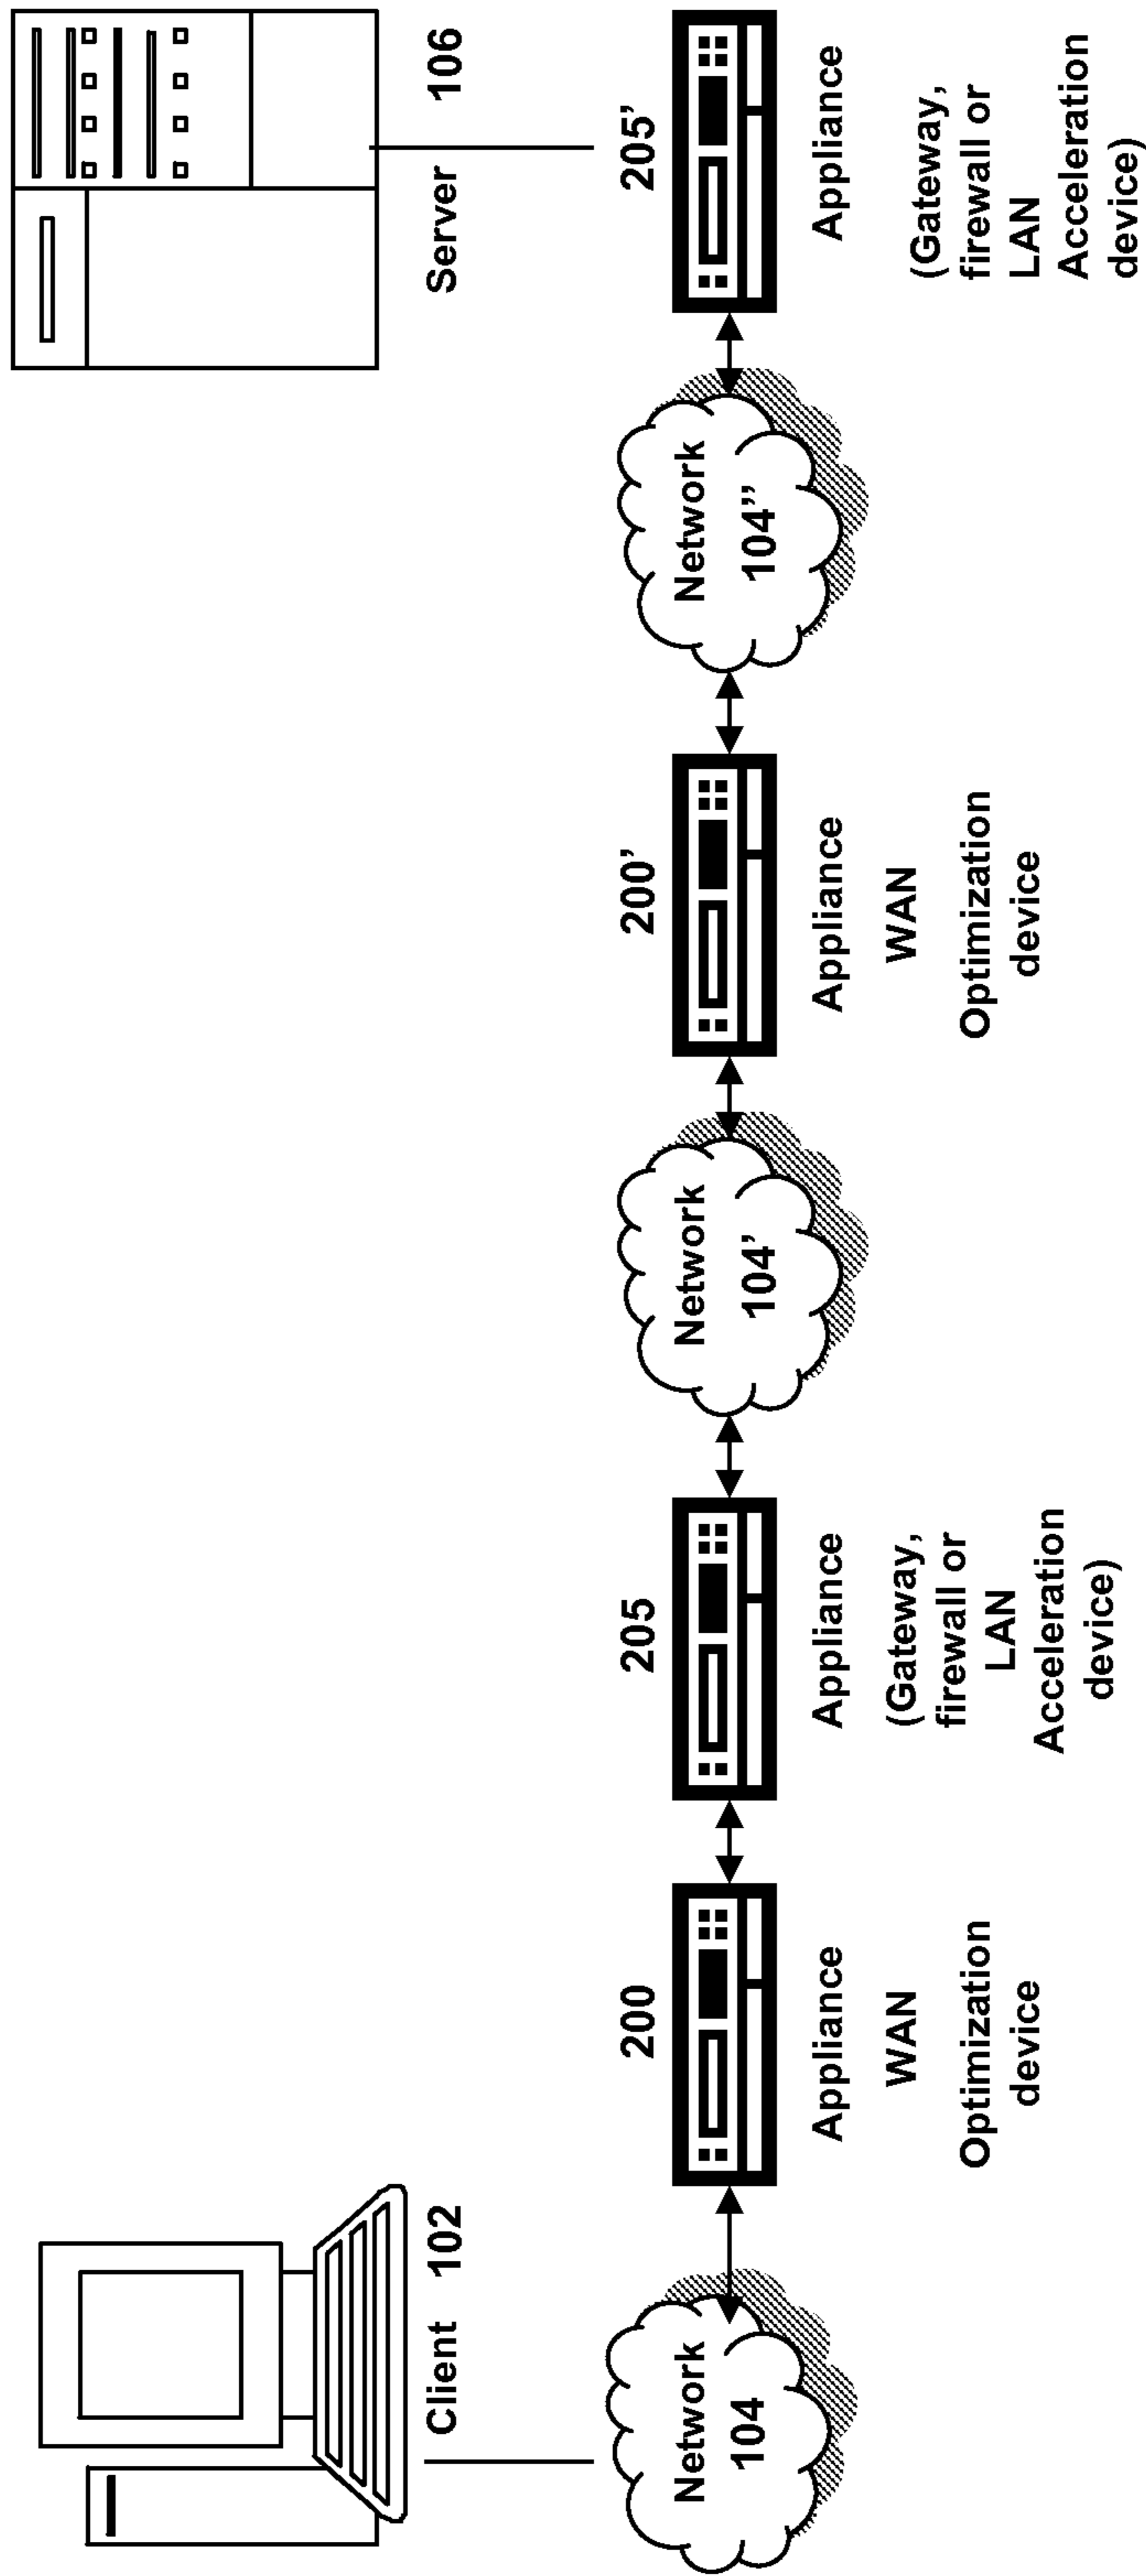 Client 102
Server 106
Network
104
200
Appliance
WAN
Optimization
device
205
Appliance
(Gateway,
firewall or
LAN
Acceleration
device)
Network
104’
200’
Appliance
WAN
Optimization
device
Network
104’’
205’
Appliance
(Gateway,
firewall or
LAN
Acceleration
device)